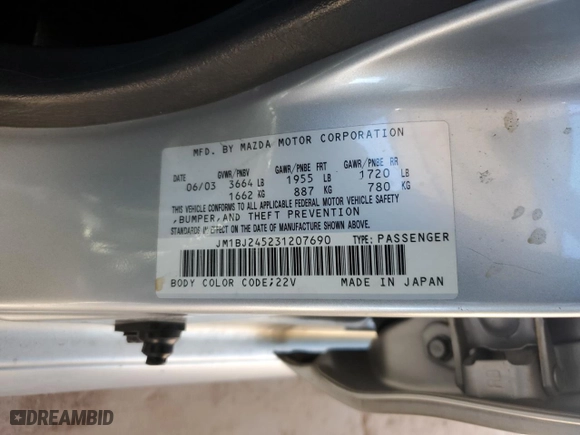 MFD. BY MAZDA MOTOR CORPORATION
DATE GVWR/PNBV GAWR/PNBE FRT GAWR/PNBE RR
06/03 3664 LB 1955 LB 1720 LB
1662 KG 887 KG 780 KG
THIS VEHICLE CONFORMS TO ALL APPLICABLE FEDERAL MOTOR VEHICLE SAFETY
,BUMPER,AND THEFT PREVENTION
STANDARDS IN EFFECT ON THE DATE OF MANUFACTURE SHOWN ABOVE.
JM1BJ245231207690 TYPE: PASSENGER
BODY COLOR CODE;22V MADE IN JAPAN
DREAMBID